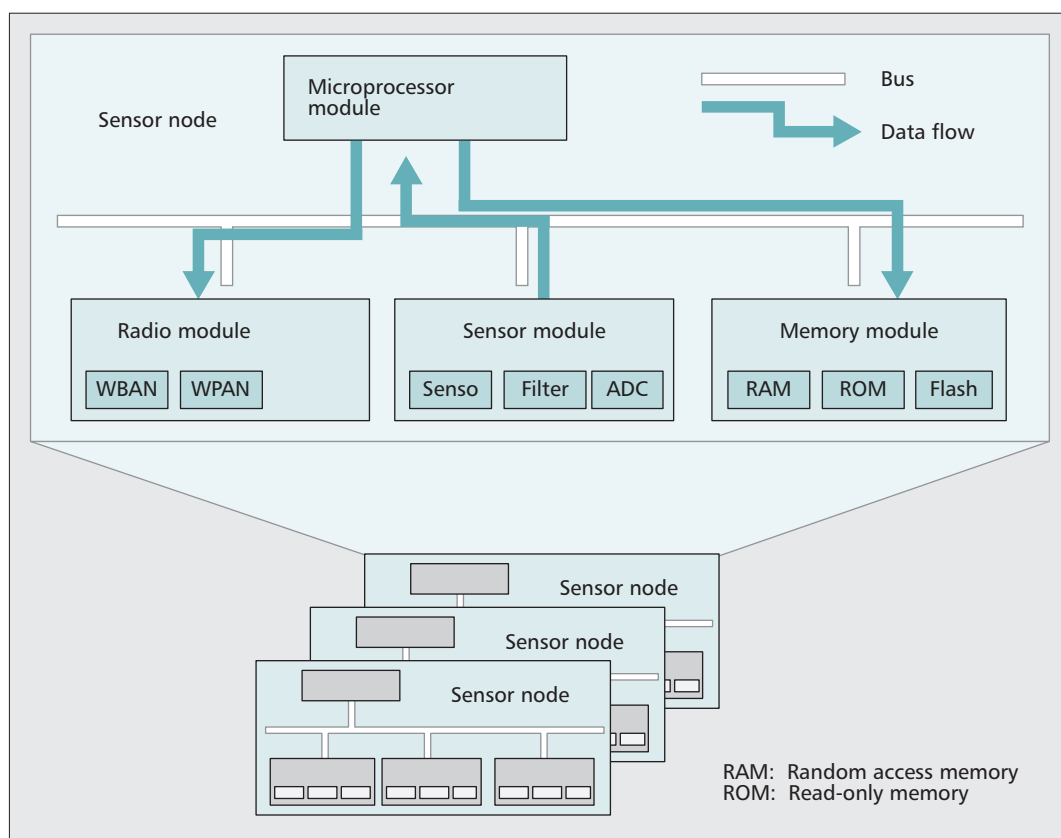 Microprocessor
module
Bus
Sensor node
Data flow
Radio module
Sensor module
Memory module
WBAN
WPAN
Senso
Filter
ADC
RAM
ROM
Flash
Sensor node
Sensor node
Sensor node
RAM: Random access memory
ROM: Read-only memory